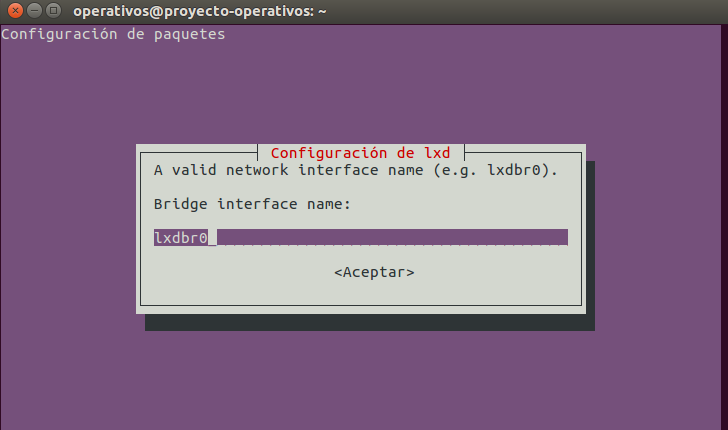 operativos@proyecto-operativos: ~
Configuración de paquetes
Configuración de lxd
A valid network interface name (e.g. lxdbr0).
Bridge interface name:
lxdbr0
<Aceptar>